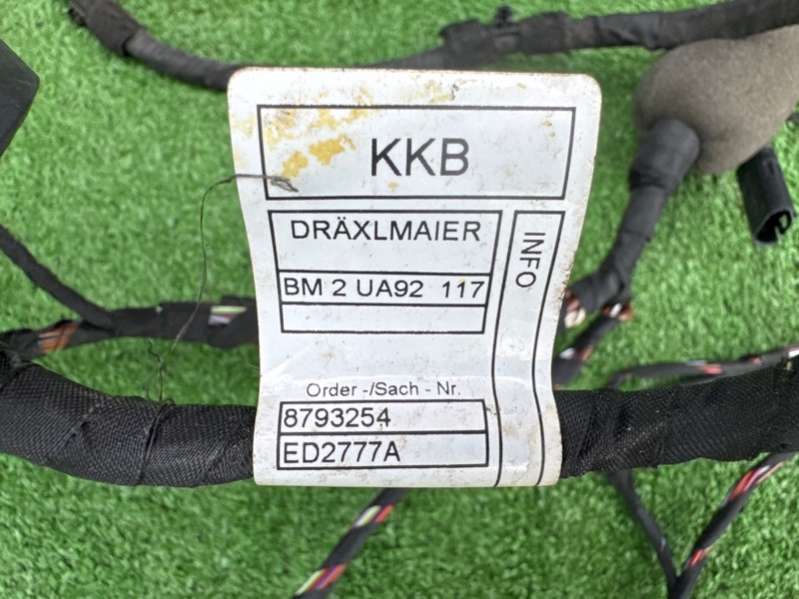 KKB
DRÄXLMAIER
INFO
BM 2 UA92 117
Order -/Sach - Nr.
8793254
ED2777A